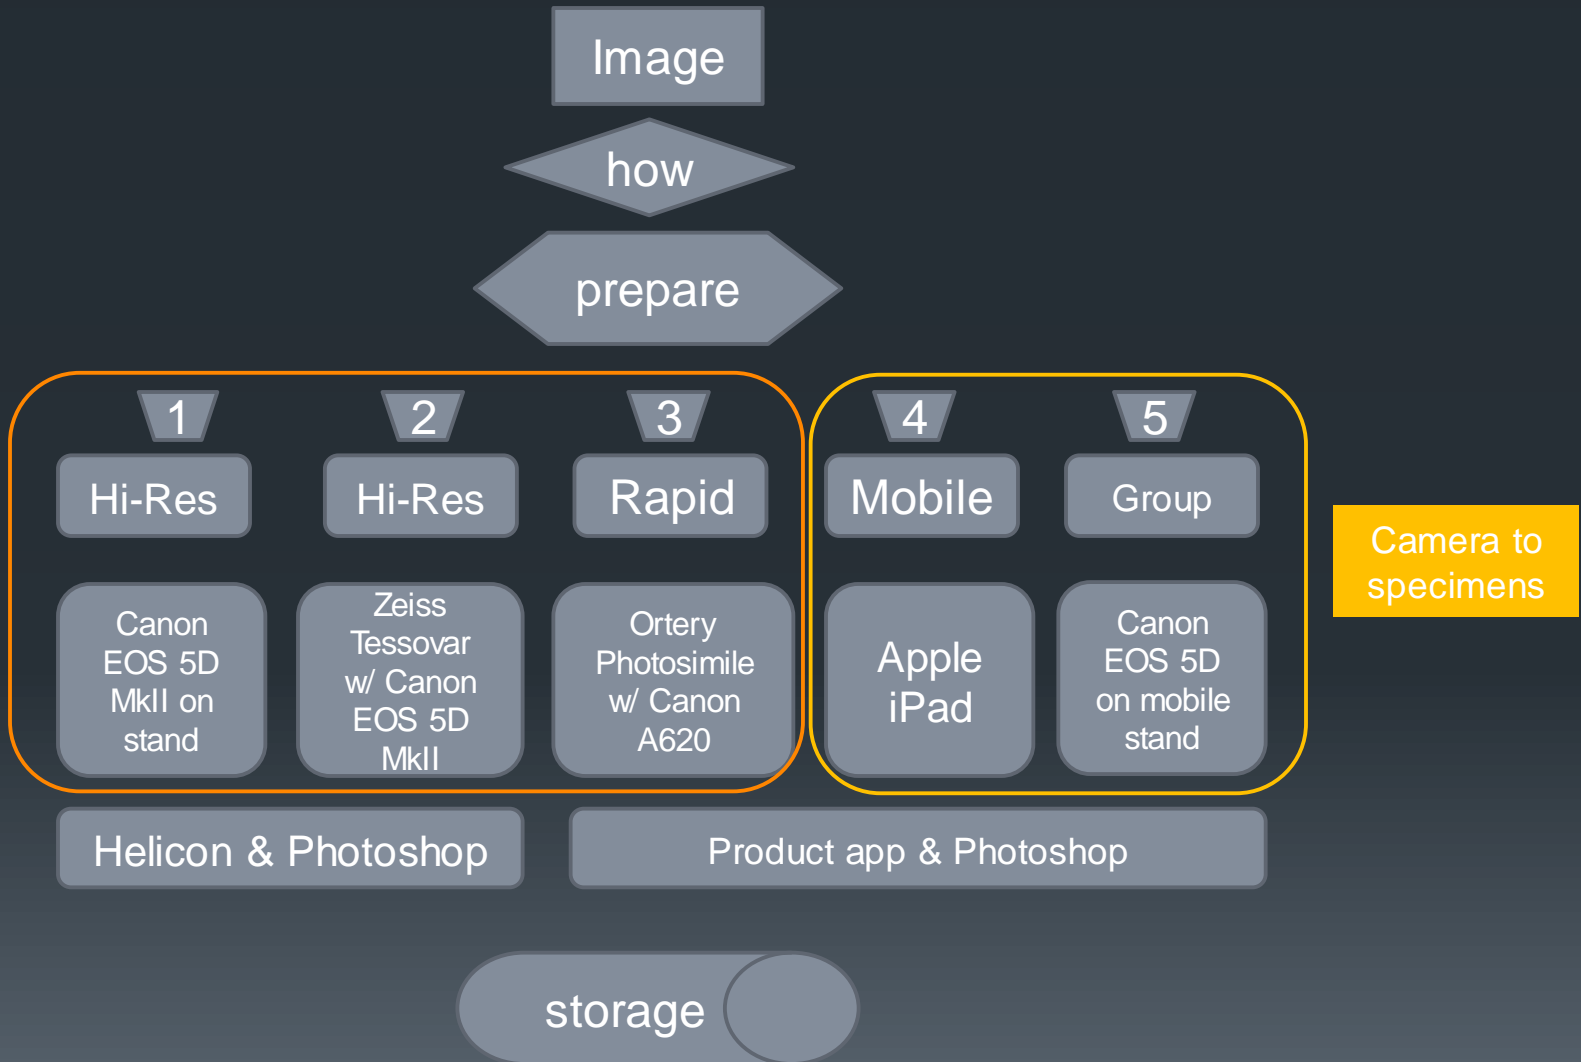 Image
how
prepare
1
2
3
4
5
Hi-Res
Hi-Res
Rapid
Mobile
Group
Camera to
specimens
Canon
EOS 5D
MkII on
stand
Zeiss
Tessovar
w/ Canon
EOS 5D
MkII
Ortery
Photosimile
w/ Canon
A620
Apple
iPad
Canon
EOS 5D
on mobile
stand
Helicon & Photoshop
Product app & Photoshop
storage